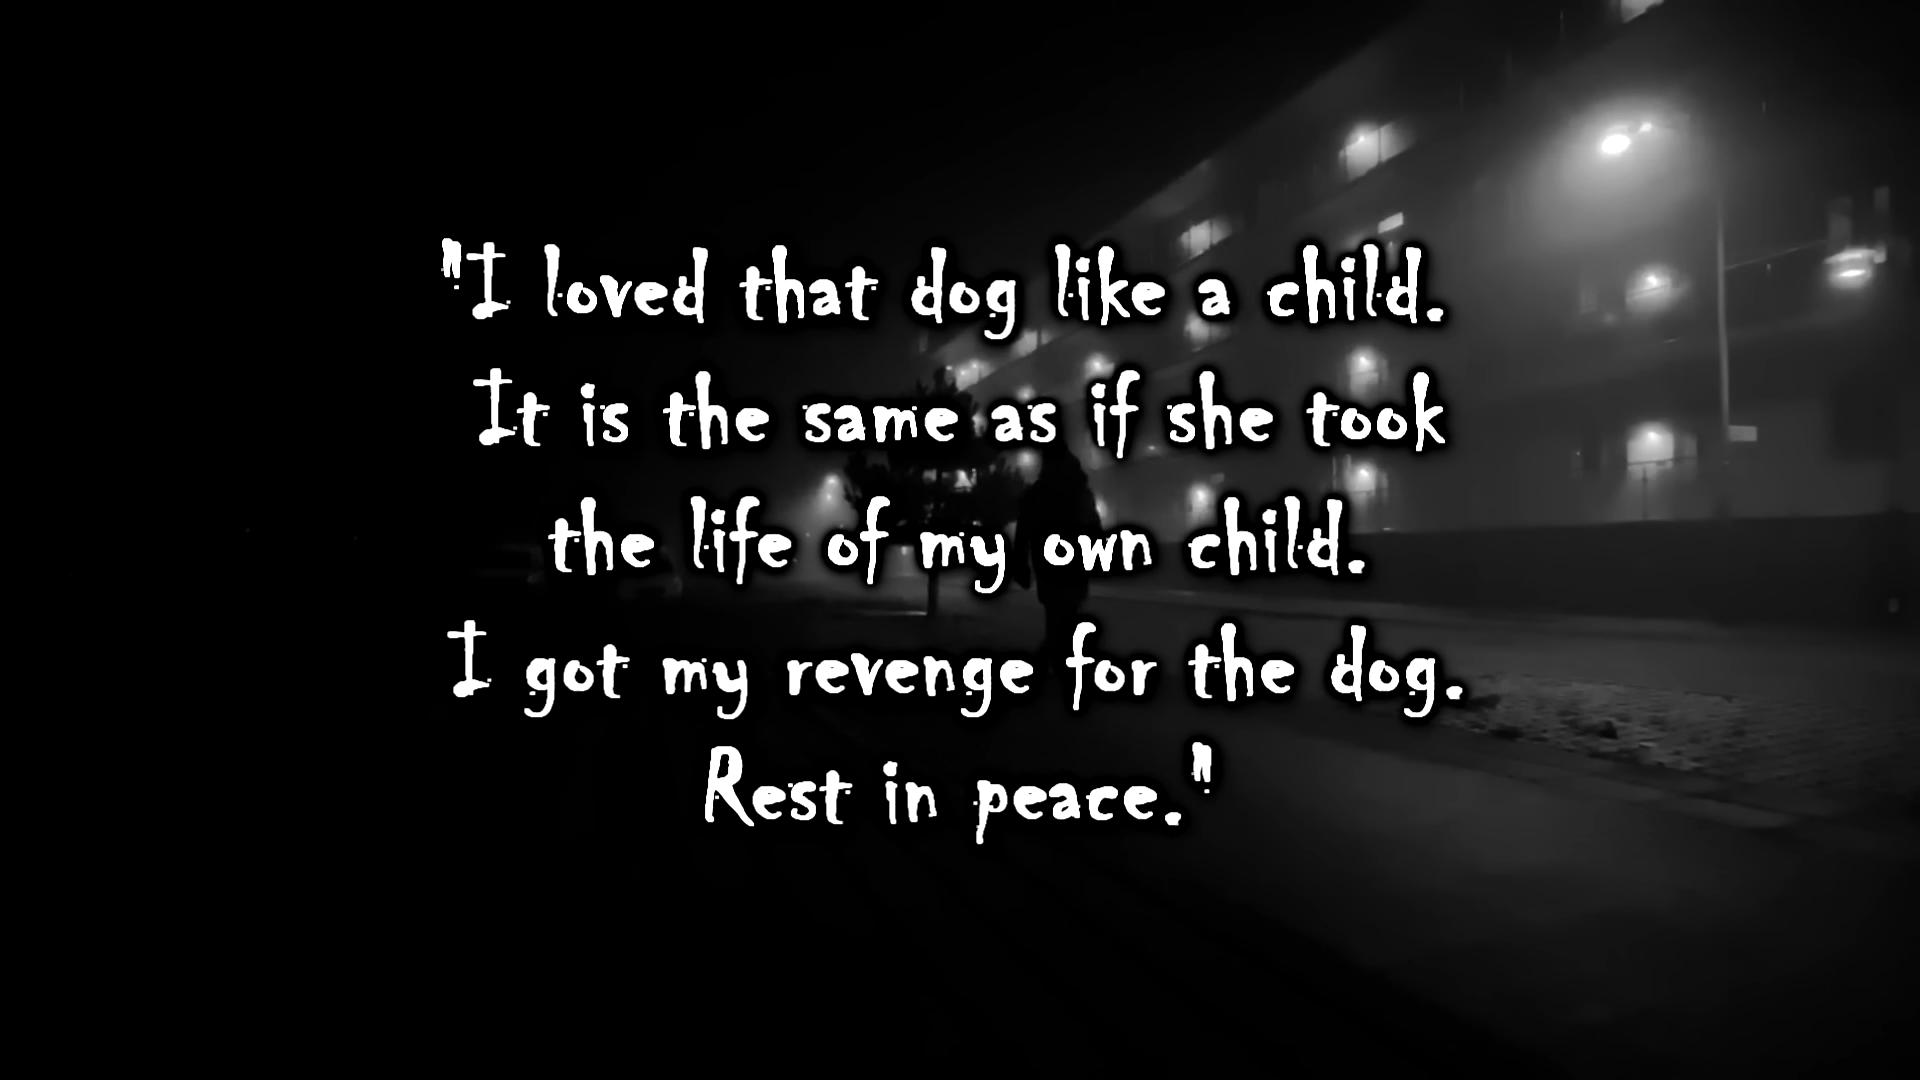 "I loved that dog like a child.
It is the same as if she took
the life of my own child.
I got my revenge for the dog.
Rest in peace."